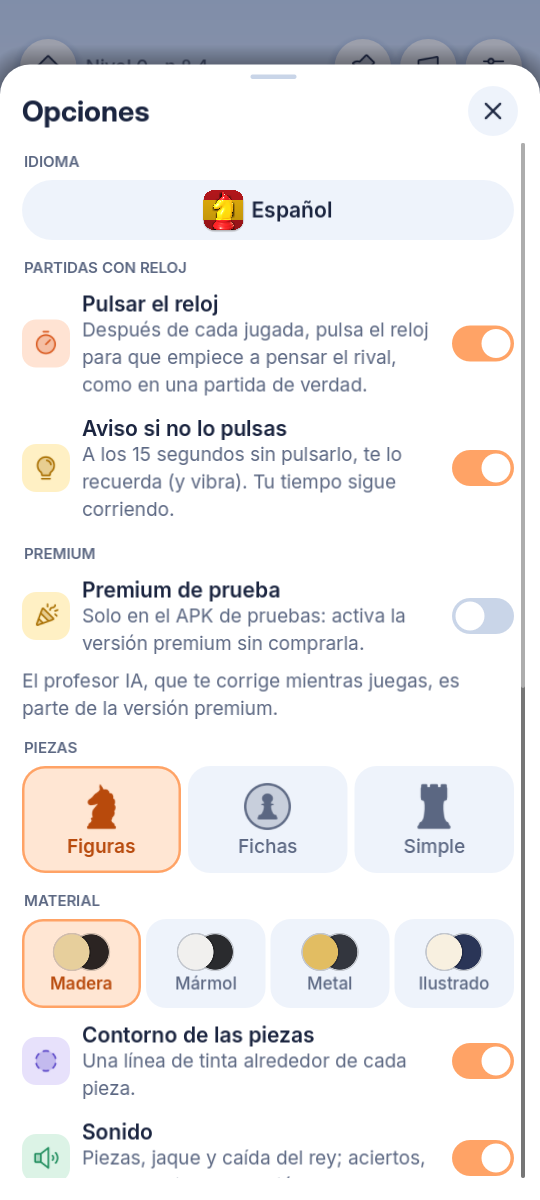 Opciones
IDIOMA
Español
PARTIDAS CON RELOJ
Pulsar el reloj
Después de cada jugada, pulsa el reloj
para que empiece a pensar el rival,
como en una partida de verdad.
Aviso si no lo pulsas
A los 15 segundos sin pulsarlo, te lo
recuerda (y vibra). Tu tiempo sigue
corriendo.
PREMIUM
Premium de prueba
Solo en el APK de pruebas: activa la
versión premium sin comprarla.
El profesor IA, que te corrige mientras juegas, es
parte de la versión premium.
PIEZAS
Figuras
Fichas
Simple
MATERIAL
Madera
Mármol
Metal
Ilustrado
Contorno de las piezas
Una línea de tinta alrededor de cada
pieza.
Sonido
Piezas, jaque y caída del rey; aciertos,